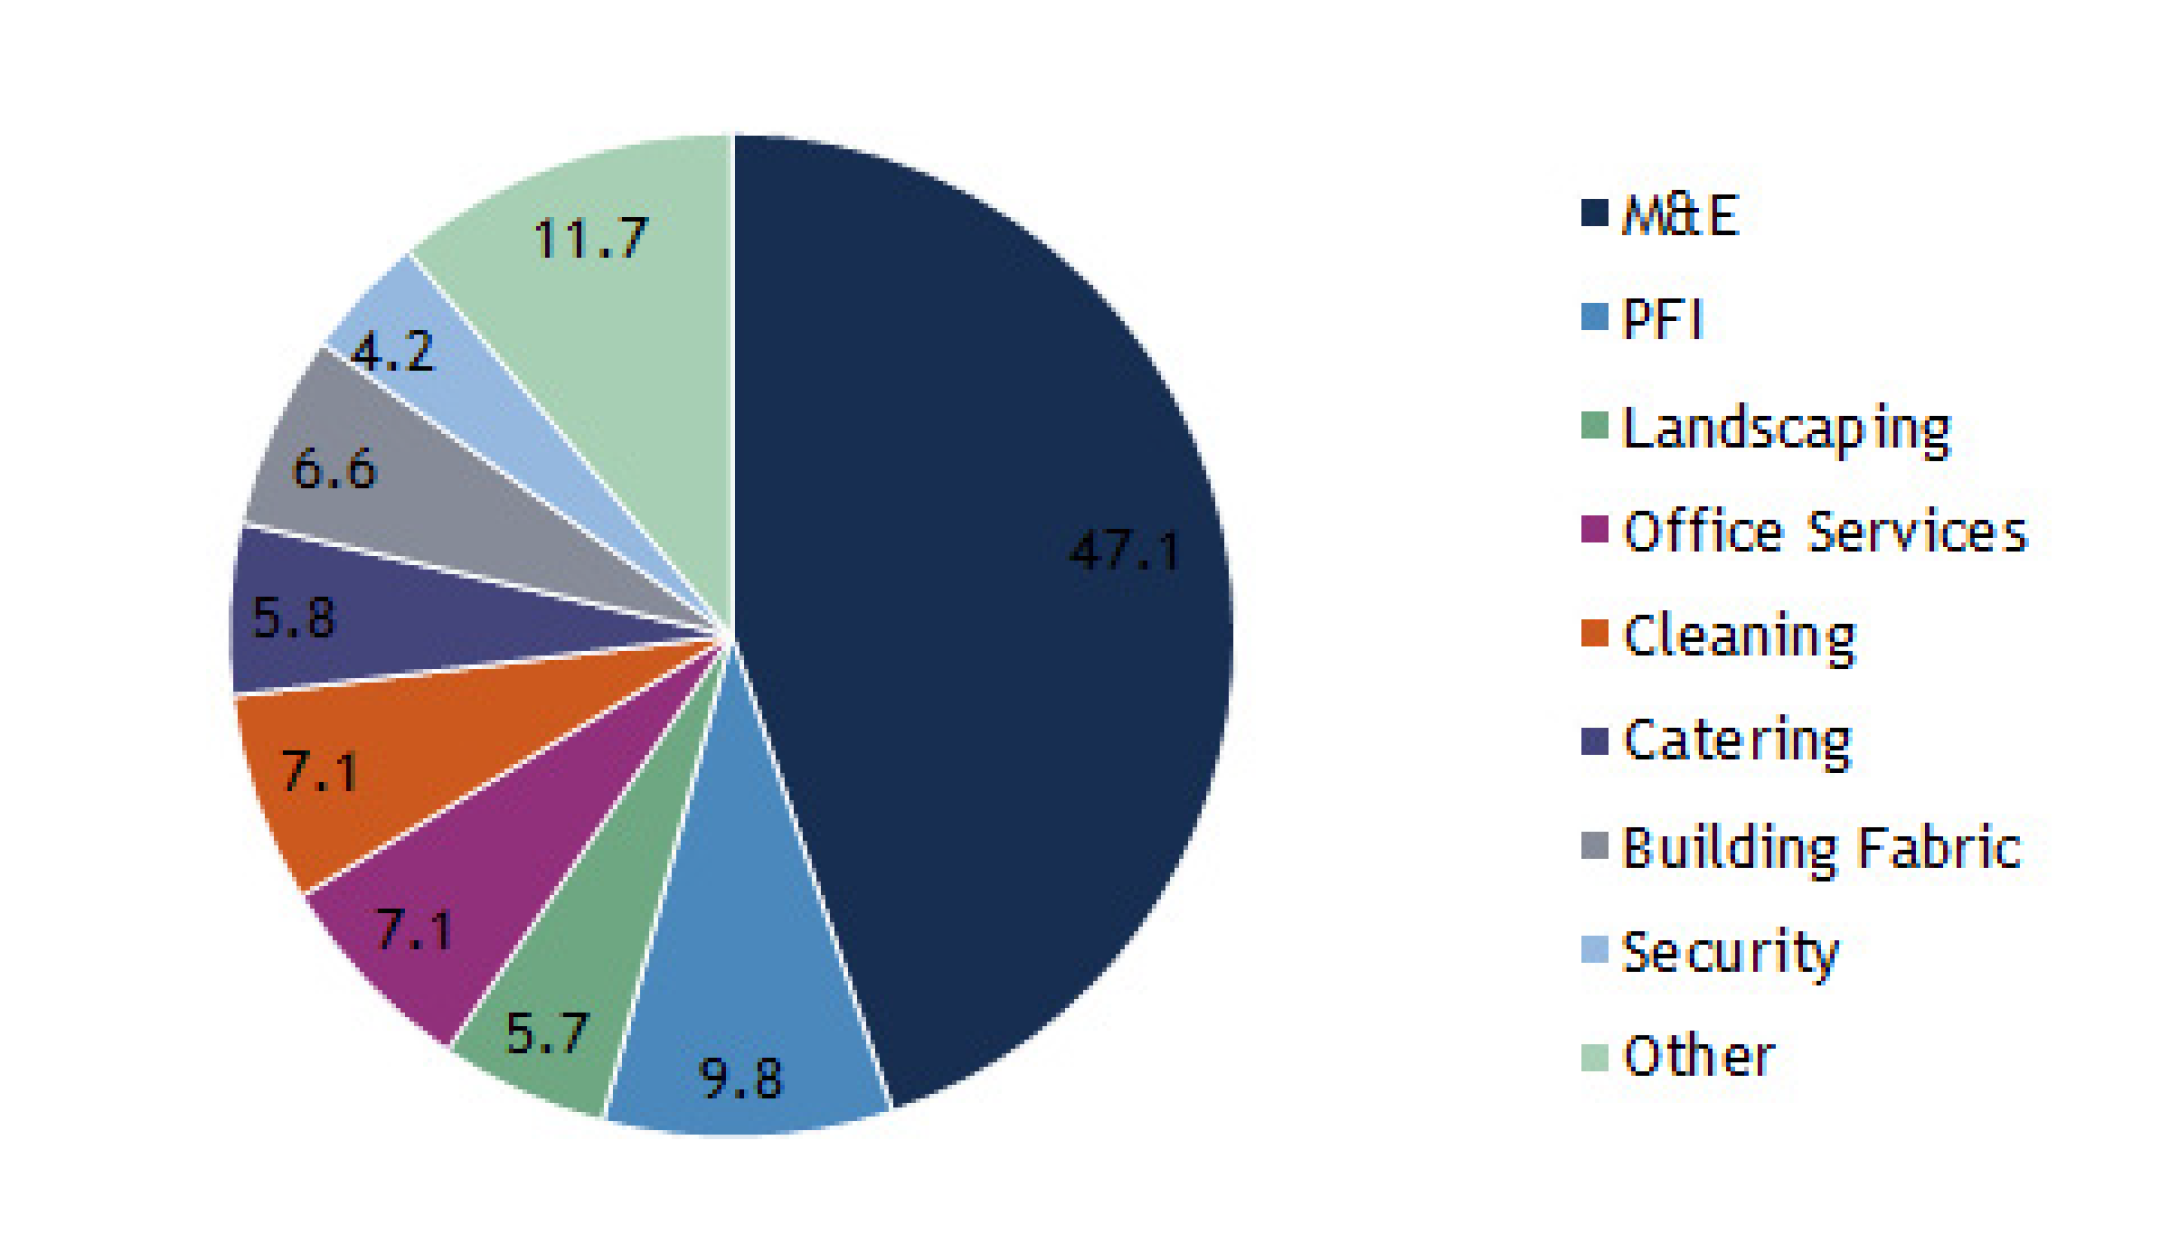 11.7
4.2
47.1
6.6
5.8
7.1
7.1
5.7
9.8
M&E
PFI
Landscaping
Office Services
Cleaning
Catering
Building Fabric
Security
Other